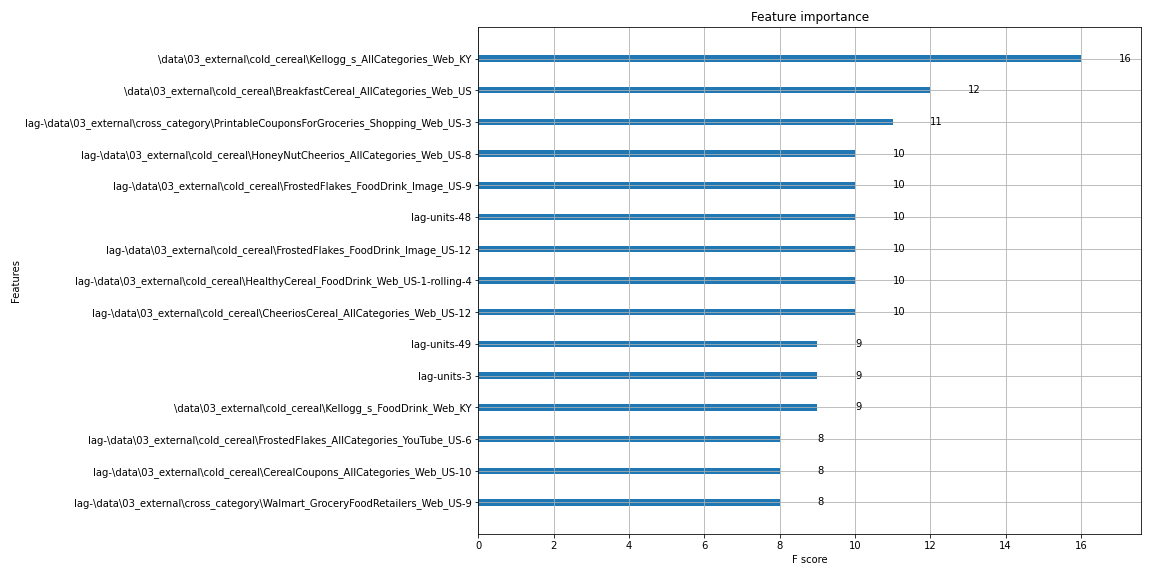 Feature importance
\data\03_external\cold_cereal\Kellogg_s_AllCategories_Web_KY 16
\data\03_external\cold_cereal\BreakfastCereal_AllCategories_Web_US 12
lag-\data\03_external\cross_category\PrintableCouponsForGroceries_Shopping_Web_US-3 11
lag-\data\03_external\cold_cereal\HoneyNutCheerios_AllCategories_Web_US-8 10
lag-\data\03_external\cold_cereal\FrostedFlakes_FoodDrink_Image_US-9 10
lag-units-48 10
lag-\data\03_external\cold_cereal\FrostedFlakes_FoodDrink_Image_US-12 10
lag-\data\03_external\cold_cereal\HealthyCereal_FoodDrink_Web_US-1-rolling-4 10
lag-\data\03_external\cold_cereal\CheeriosCereal_AllCategories_Web_US-12 10
lag-units-49 9
lag-units-3 9
\data\03_external\cold_cereal\Kellogg_s_FoodDrink_Web_KY 9
lag-\data\03_external\cold_cereal\FrostedFlakes_AllCategories_YouTube_US-6 8
lag-\data\03_external\cold_cereal\CerealCoupons_AllCategories_Web_US-10 8
lag-\data\03_external\cross_category\Walmart_GroceryFoodRetailers_Web_US-9 8
Features
0 2 4 6 8 10 12 14 16
F score